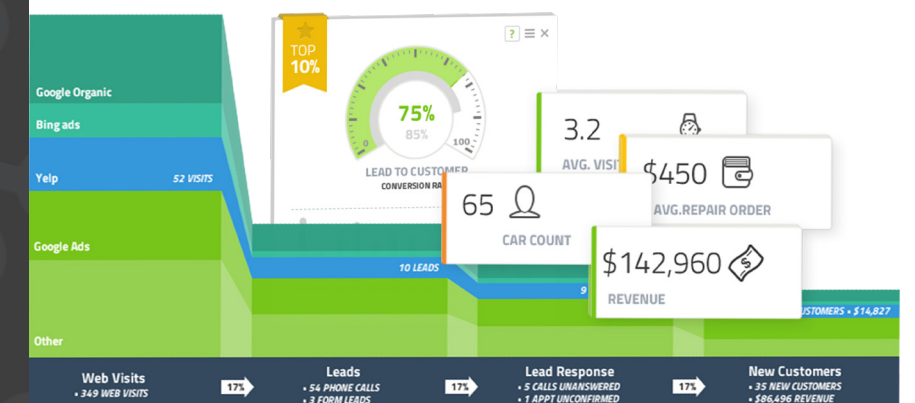 TOP
10%
?
75%
85%
0
100
LEAD TO CUSTOMER
CONVERSION
3.2
AVG.
$450
AVG.REPAIR ORDER
65
CAR COUNT
$142,960
REVENUE
Google Organic
Bing ads
Yelp
52 VISITS
Google Ads
Other
10 LEADS
9
• $14,827
Web Visits
• 349 WEB VISITS
17%
Leads
• 54 PHONE CALLS
• 3 FORM LEADS
17%
Lead Response
• 5 CALLS UNANSWERED
• 1 APPT UNCONFIRMED
17%
New Customers
• 35 NEW CUSTOMERS
• $86,496 REVENUE